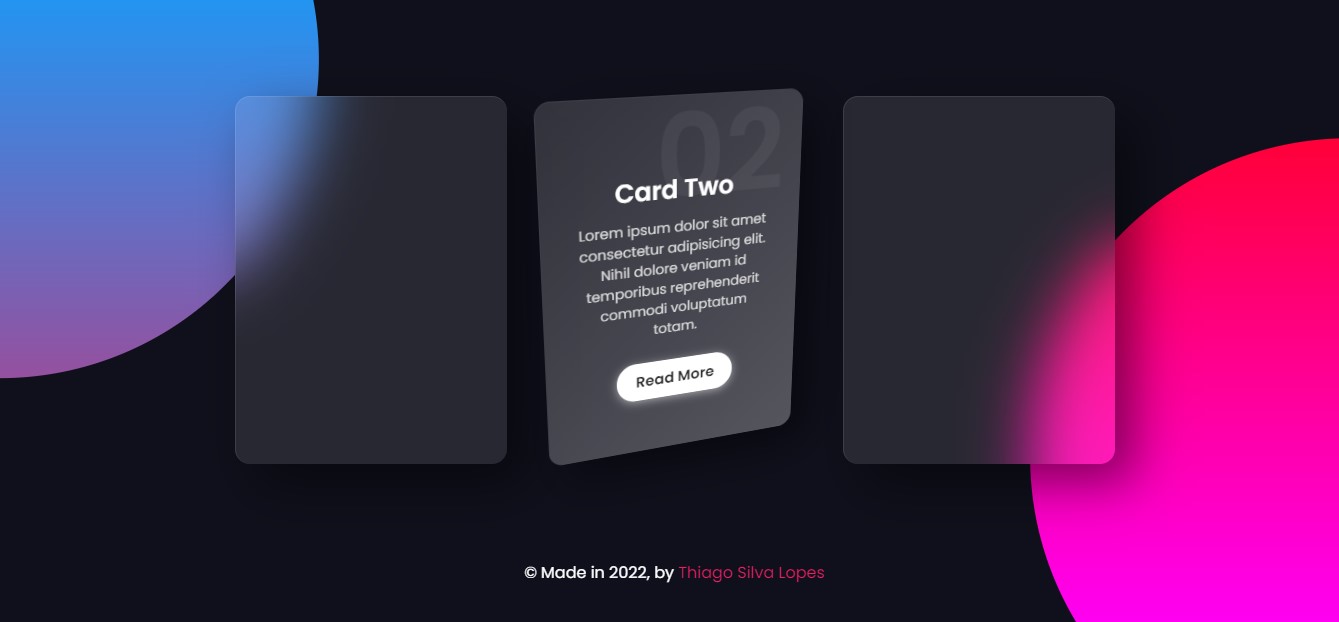 02
Card Two
Lorem ipsum dolor sit amet
consectetur adipisicing elit.
Nihil dolore veniam id
temporibus reprehenderit
commodi voluptatum
totam.
Read More
© Made in 2022, by Thiago Silva Lopes